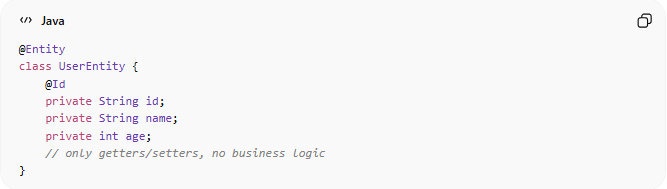 Java
@Entity
class UserEntity {
    @Id
    private String id;
    private String name;
    private int age;
    // only getters/setters, no business logic
}